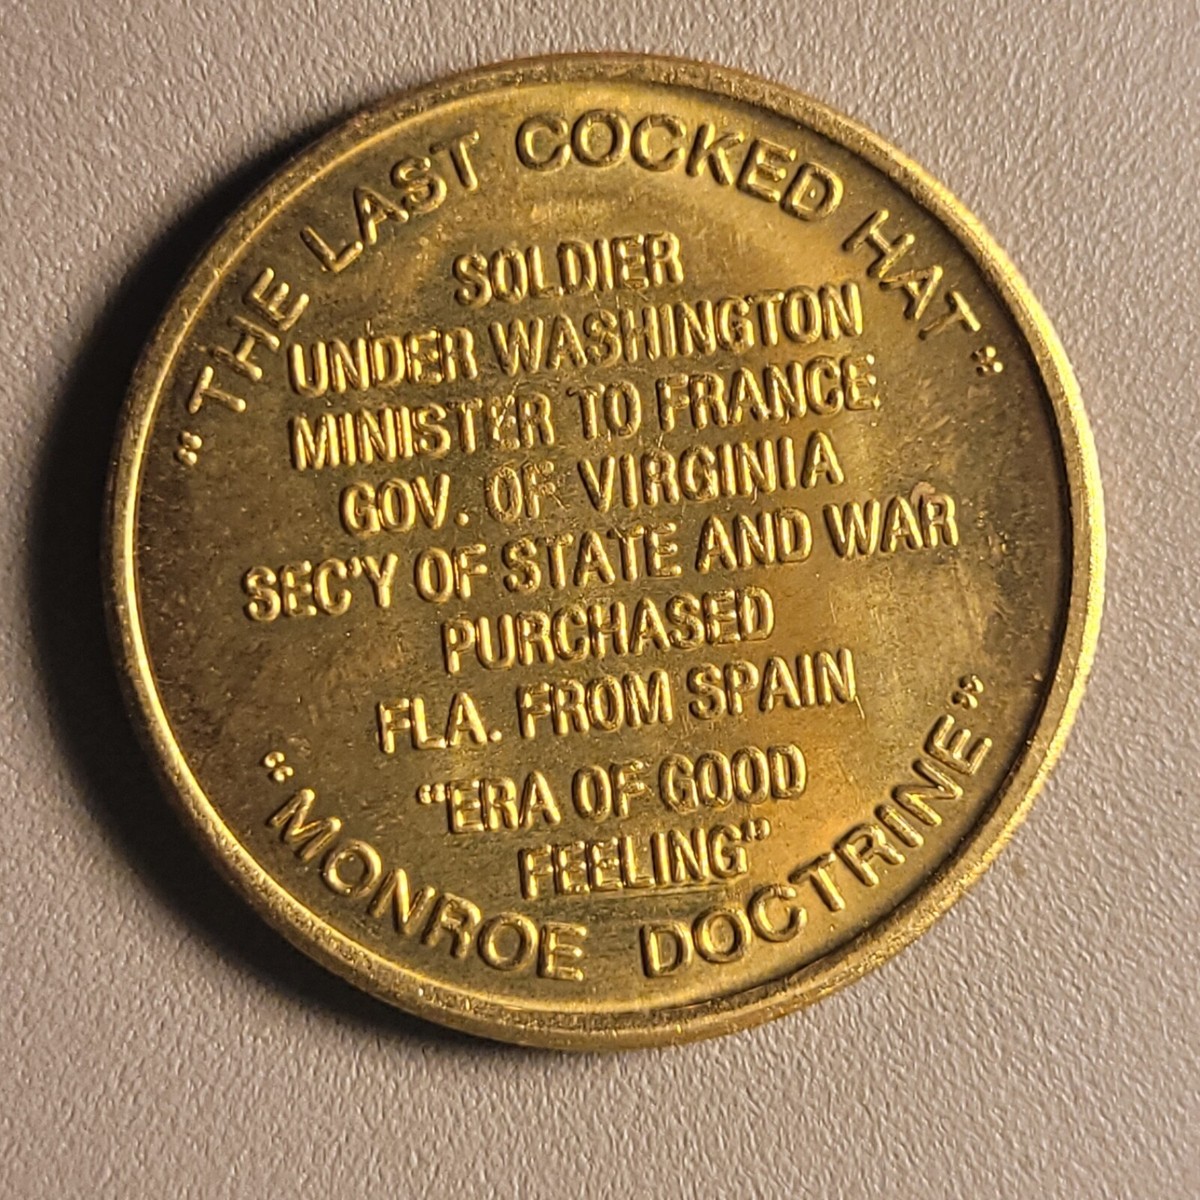 "THE LAST COCKED HAT"
SOLDIER
UNDER WASHINGTON
MINISTER TO FRANCE
GOV. OF VIRGINIA
SEC'Y OF STATE AND WAR
PURCHASED
FLA. FROM SPAIN
"ERA OF GOOD
FEELING"
"MONROE DOCTRINE"